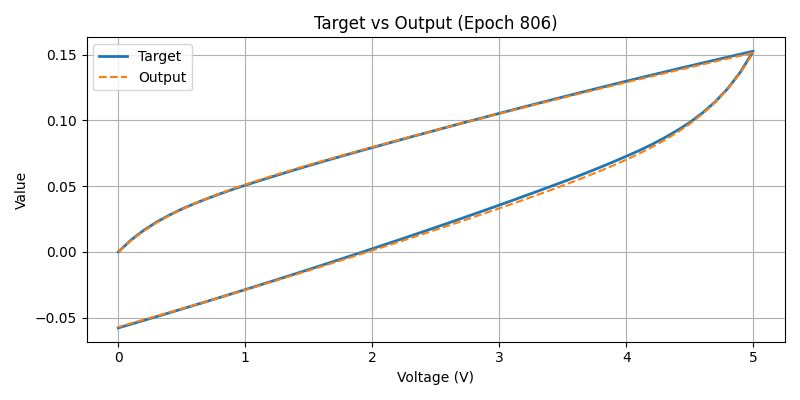 Target vs Output (Epoch 806)
Target
Output
0.15
0.10
0.05
0.00
−0.05
Value
0 1 2 3 4 5
Voltage (V)